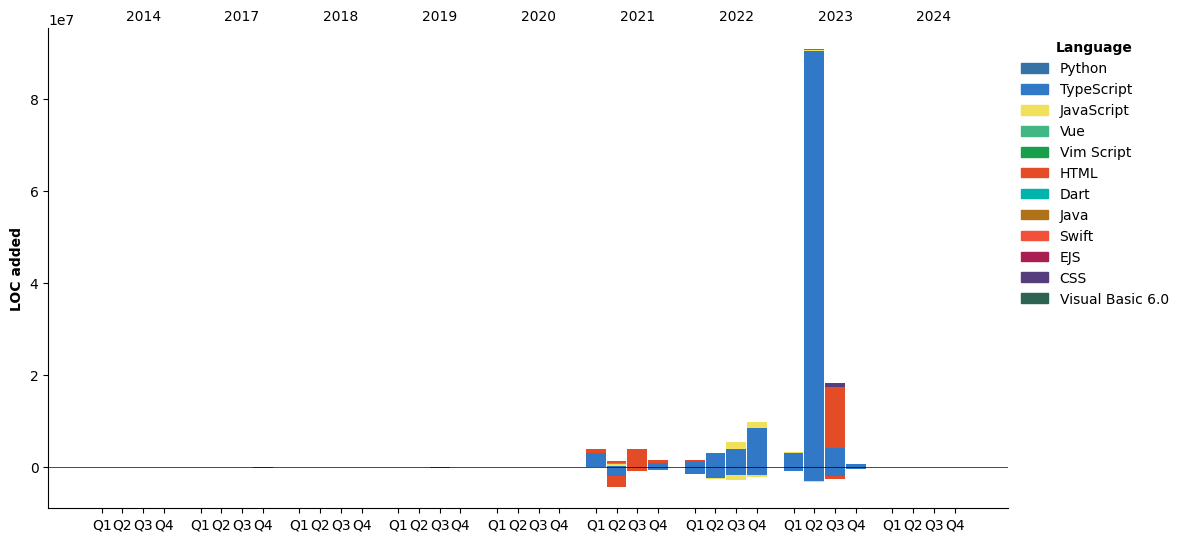 1e7
2014 2017 2018 2019 2020 2021 2022 2023 2024
LOC added
8
6
4
2
0
Q1 Q2 Q3 Q4 Q1 Q2 Q3 Q4 Q1 Q2 Q3 Q4 Q1 Q2 Q3 Q4 Q1 Q2 Q3 Q4 Q1 Q2 Q3 Q4 Q1 Q2 Q3 Q4 Q1 Q2 Q3 Q4 Q1 Q2 Q3 Q4
Language
Python
TypeScript
JavaScript
Vue
Vim Script
HTML
Dart
Java
Swift
EJS
CSS
Visual Basic 6.0